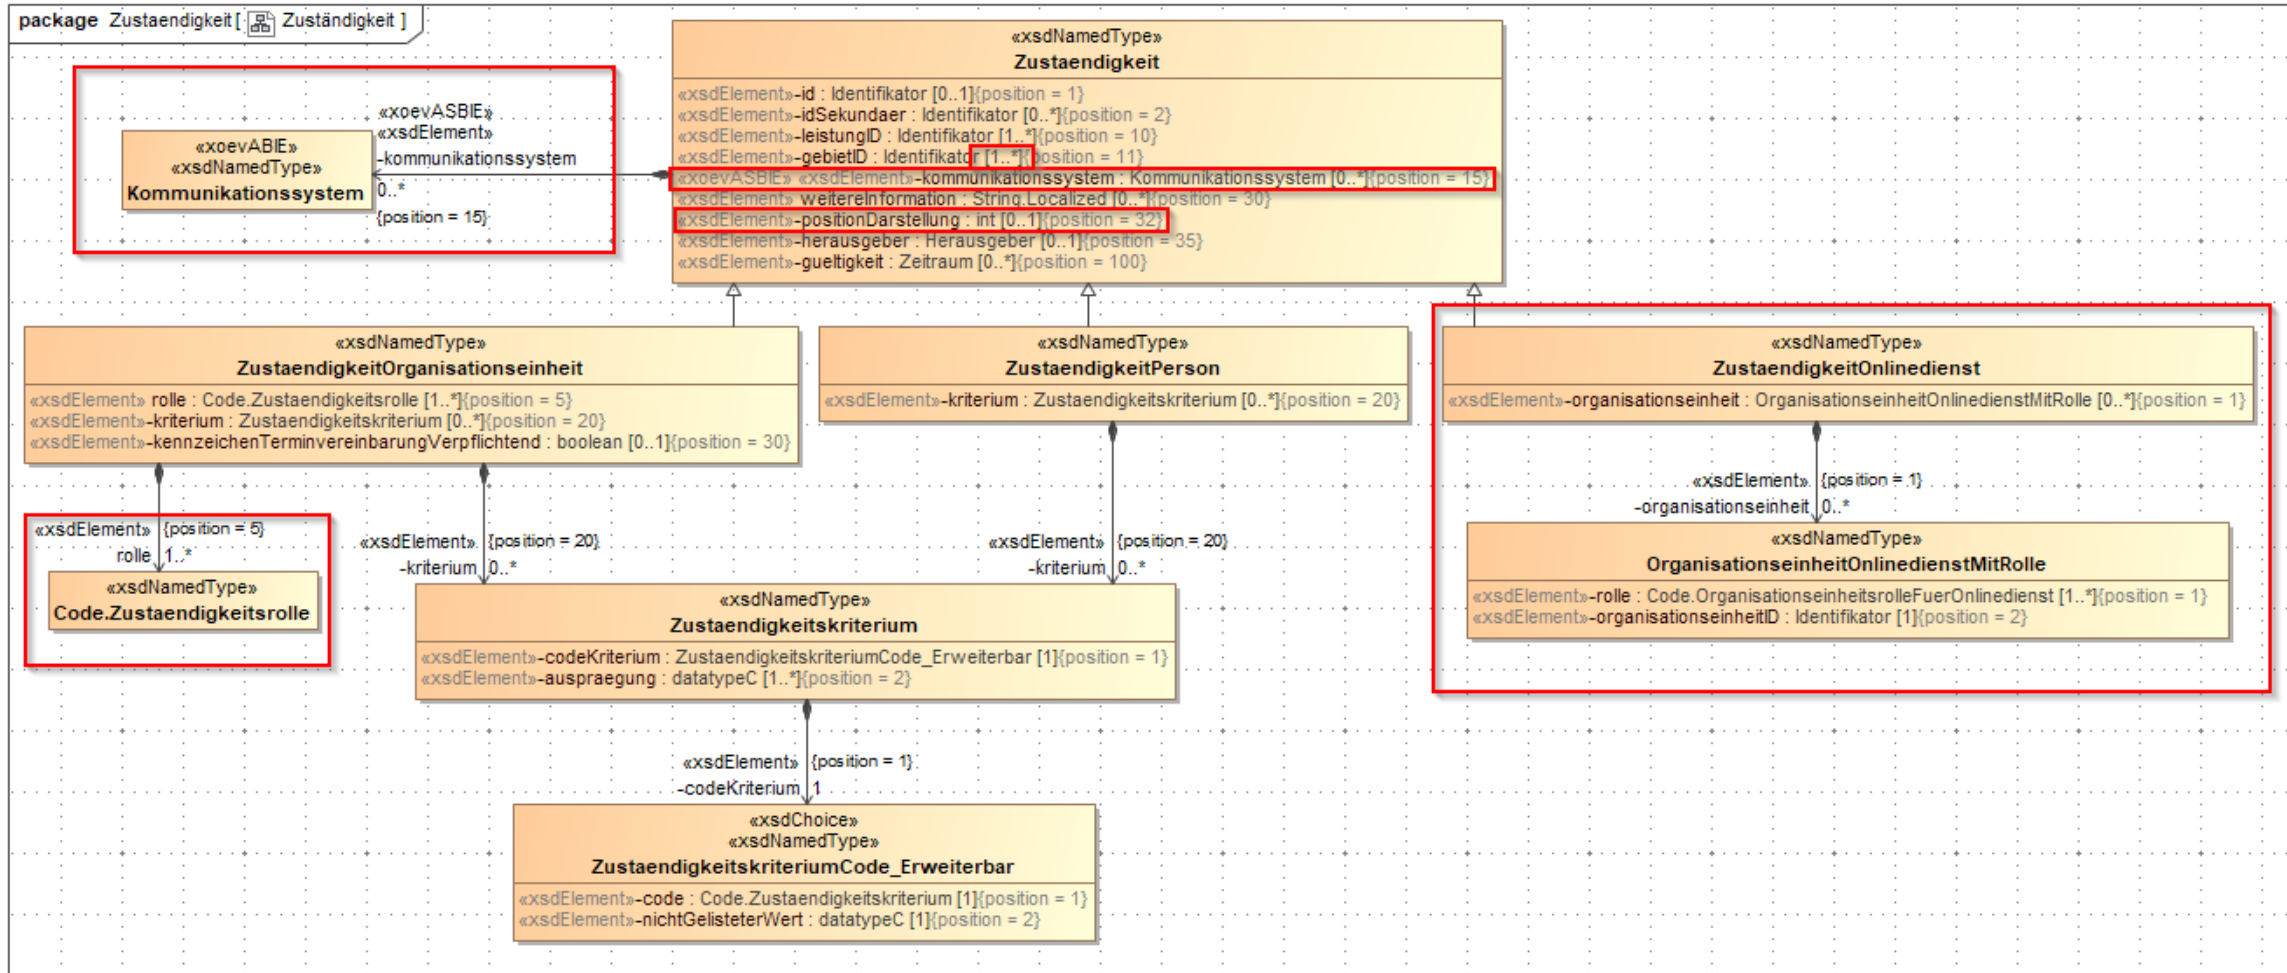 package Zustaendigkeit [ Zuständigkeit ]
«xsdNamedType»
Zustaendigkeit
«xsdElement»-id : Identifikator [0..1]{position = 1}
«xsdElement»-idSekundaer : Identifikator [0..*]{position = 2}
«xsdElement»-leistungID : Identifikator [1..*]{position = 10}
«xsdElement»-gebietID : Identifikator [1..*]{position = 11}
«xoevASBIE» «xsdElement»-kommunikationssystem : Kommunikationssystem [0..*]{position = 15}
«xsdElement» weitereInformation : String.Localized [0..*]{position = 30}
«xsdElement»-positionDarstellung : int [0..1]{position = 32}
«xsdElement»-herausgeber : Herausgeber [0..1]{position = 35}
«xsdElement»-gueltigkeit : Zeitraum [0..*]{position = 100}
«xoevABIE»
«xsdNamedType»
Kommunikationssystem
«xoevASBIE»
«xsdElement»
-kommunikationssystem
0..*
{position = 15}
«xsdNamedType»
ZustaendigkeitOrganisationseinheit
«xsdElement» rolle : Code.Zustaendigkeitsrolle [1..*]{position = 5}
«xsdElement»-kriterium : Zustaendigkeitskriterium [0..*]{position = 20}
«xsdElement»-kennzeichenTerminvereinbarungVerpflichtend : boolean [0..1]{position = 30}
«xsdNamedType»
ZustaendigkeitPerson
«xsdElement»-kriterium : Zustaendigkeitskriterium [0..*]{position = 20}
«xsdNamedType»
ZustaendigkeitOnlinedienst
«xsdElement»-organisationseinheit : OrganisationseinheitOnlinedienstMitRolle [0..*]{position = 1}
«xsdElement» {position = 5}
rolle 1..*
«xsdNamedType»
Code.Zustaendigkeitsrolle
«xsdElement» {position = 20}
-kriterium 0..*
«xsdElement» {position = 20}
-kriterium 0..*
«xsdElement» {position = 1}
-organisationseinheit 0..*
«xsdNamedType»
OrganisationseinheitOnlinedienstMitRolle
«xsdElement»-rolle : Code.OrganisationseinheitsrolleFuerOnlinedienst [1..*]{position = 1}
«xsdElement»-organisationseinheitID : Identifikator [1]{position = 2}
«xsdNamedType»
Zustaendigkeitskriterium
«xsdElement»-codeKriterium : ZustaendigkeitskriteriumCode_Erweiterbar [1]{position = 1}
«xsdElement»-auspraegung : datatypeC [1..*]{position = 2}
«xsdElement» {position = 1}
-codeKriterium 1
«xsdChoice»
«xsdNamedType»
ZustaendigkeitskriteriumCode_Erweiterbar
«xsdElement»-code : Code.Zustaendigkeitskriterium [1]{position = 1}
«xsdElement»-nichtGelisteterWert : datatypeC [1]{position = 2}